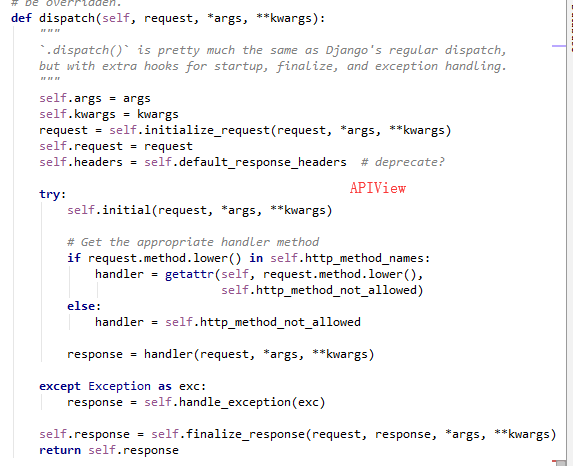 # be overridden.
def dispatch(self, request, *args, **kwargs):
"""
`.dispatch()` is pretty much the same as Django's regular dispatch,
but with extra hooks for startup, finalize, and exception handling.
"""
self.args = args
self.kwargs = kwargs
request = self.initialize_request(request, *args, **kwargs)
self.request = request
self.headers = self.default_response_headers  # deprecate?
APIView
try:
self.initial(request, *args, **kwargs)
# Get the appropriate handler method
if request.method.lower() in self.http_method_names:
handler = getattr(self, request.method.lower(),
self.http_method_not_allowed)
else:
handler = self.http_method_not_allowed
response = handler(request, *args, **kwargs)
except Exception as exc:
response = self.handle_exception(exc)
self.response = self.finalize_response(request, response, *args, **kwargs)
return self.response